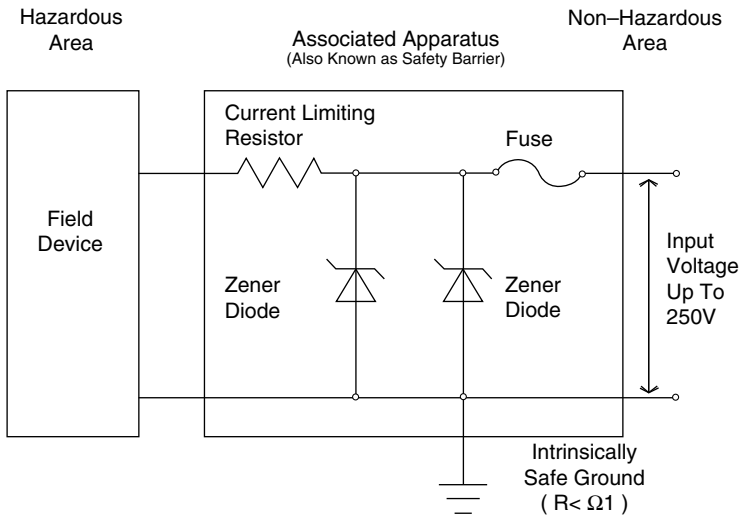 Hazardous
Area
Associated Apparatus
(Also Known as Safety Barrier)
Non–Hazardous
Area
Current Limiting
Resistor
Fuse
Field
Device
Zener
Diode
Zener
Diode
Input
Voltage
Up To
250V
Intrinsically
Safe Ground
( R< Ω1 )